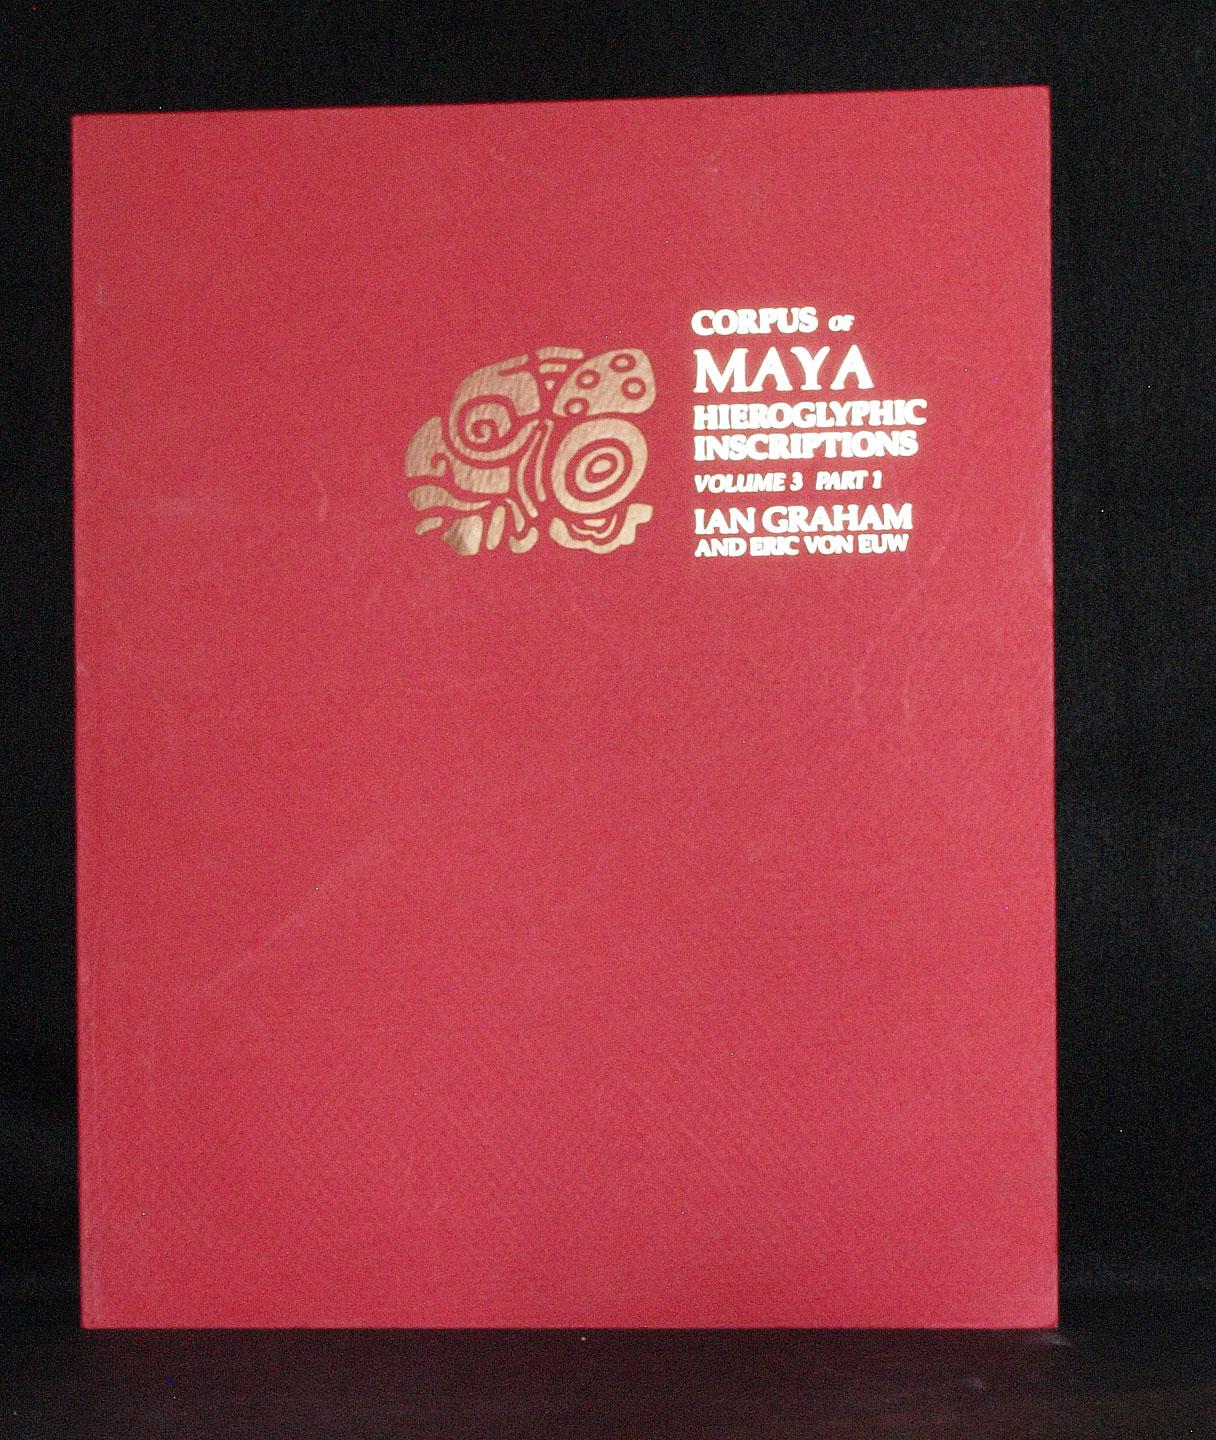 CORPUS OF
MAYA
HIEROGLYPHIC
INSCRIPTIONS
VOLUME 3 PART 1
IAN GRAHAM
AND ERIC VON EUW